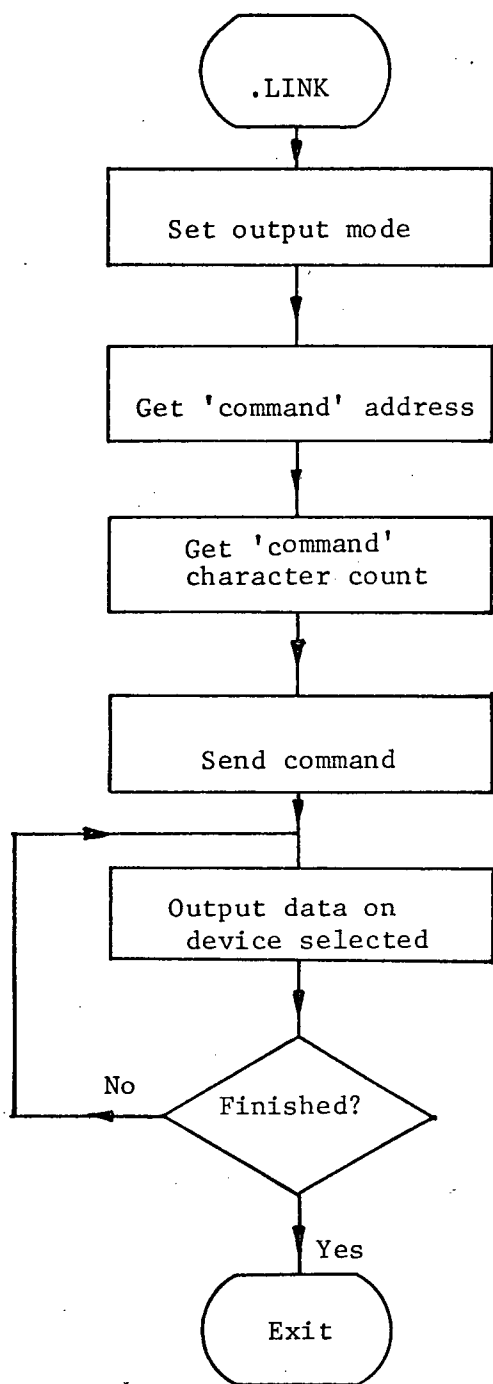 .LINK
Set output mode
Get 'command' address
Get 'command'
character count
Send command
Output data on
device selected
No
Finished?
Yes
Exit